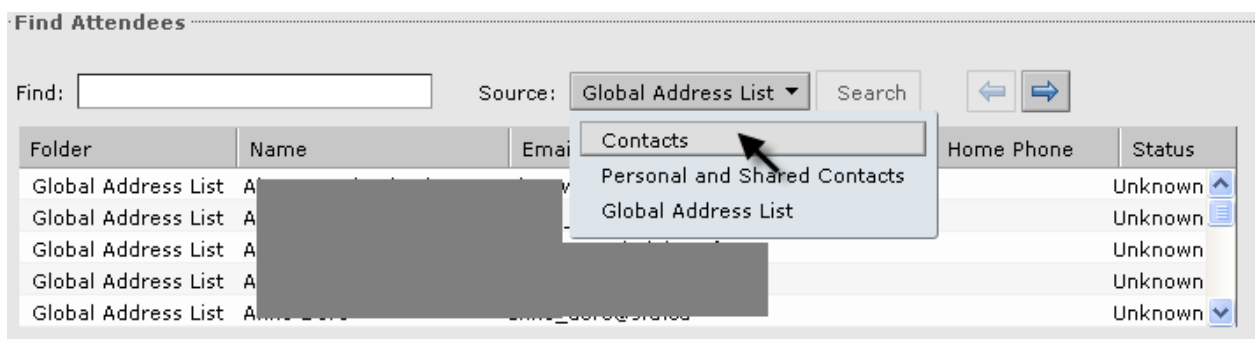 Find Attendees
Find: Source: Global Address List Search
Folder Name Home Phone Status
Contacts
Personal and Shared Contacts
Global Address List
Global Address List Unknown
Global Address List Unknown
Global Address List Unknown
Global Address List Unknown
Global Address List Unknown